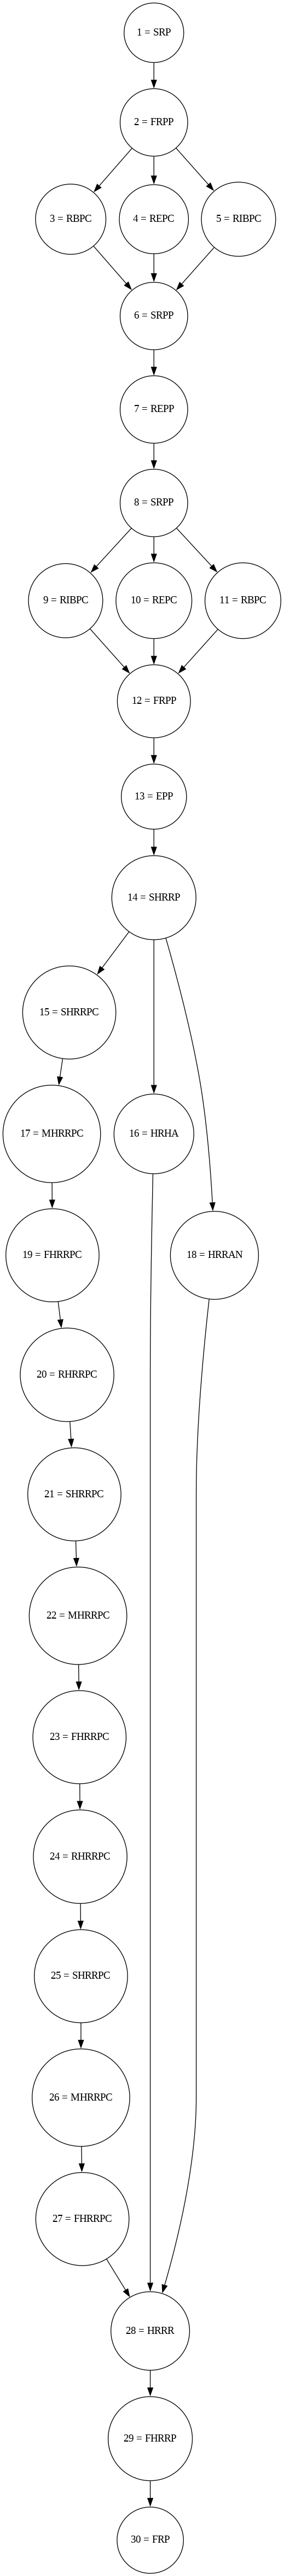 1 = SRP
2 = FRPP
3 = RBPC
4 = REPC
5 = RIBPC
6 = SRPP
7 = REPP
8 = SRPP
9 = RIBPC
10 = REPC
11 = RBPC
12 = FRPP
13 = EPP
14 = SHRRP
15 = SHRRPC
17 = MHRRPC
16 = HRHA
19 = FHRRPC
18 = HRRAN
20 = RHRRPC
21 = SHRRPC
22 = MHRRPC
23 = FHRRPC
24 = RHRRPC
25 = SHRRPC
26 = MHRRPC
27 = FHRRPC
28 = HRRR
29 = FHRRP
30 = FRP